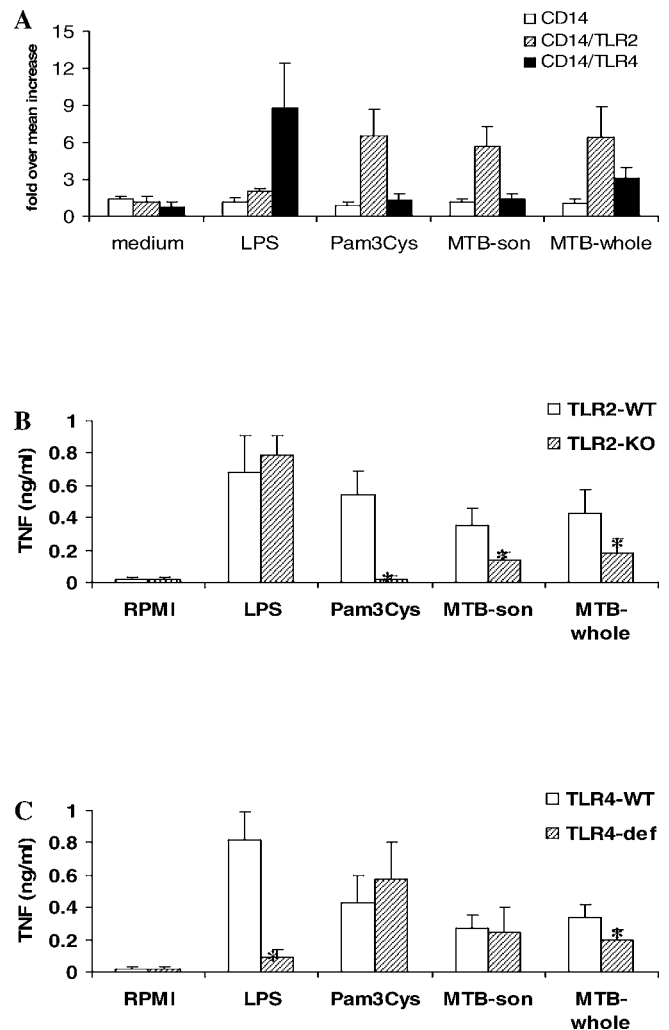 A
CD14
CD14/TLR2
CD14/TLR4
fold over mean increase
15
12
9
6
3
0
medium LPS Pam3Cys MTB-son MTB-whole
B
TLR2-WT
TLR2-KO
TNF (ng/ml)
1
0.8
0.6
0.4
0.2
0
* * *
RPMI LPS Pam3Cys MTB-son MTB-
whole
C
TLR4-WT
TLR4-def
TNF (ng/ml)
1
0.8
0.6
0.4
0.2
0
* *
RPMI LPS Pam3Cys MTB-son MTB-
whole